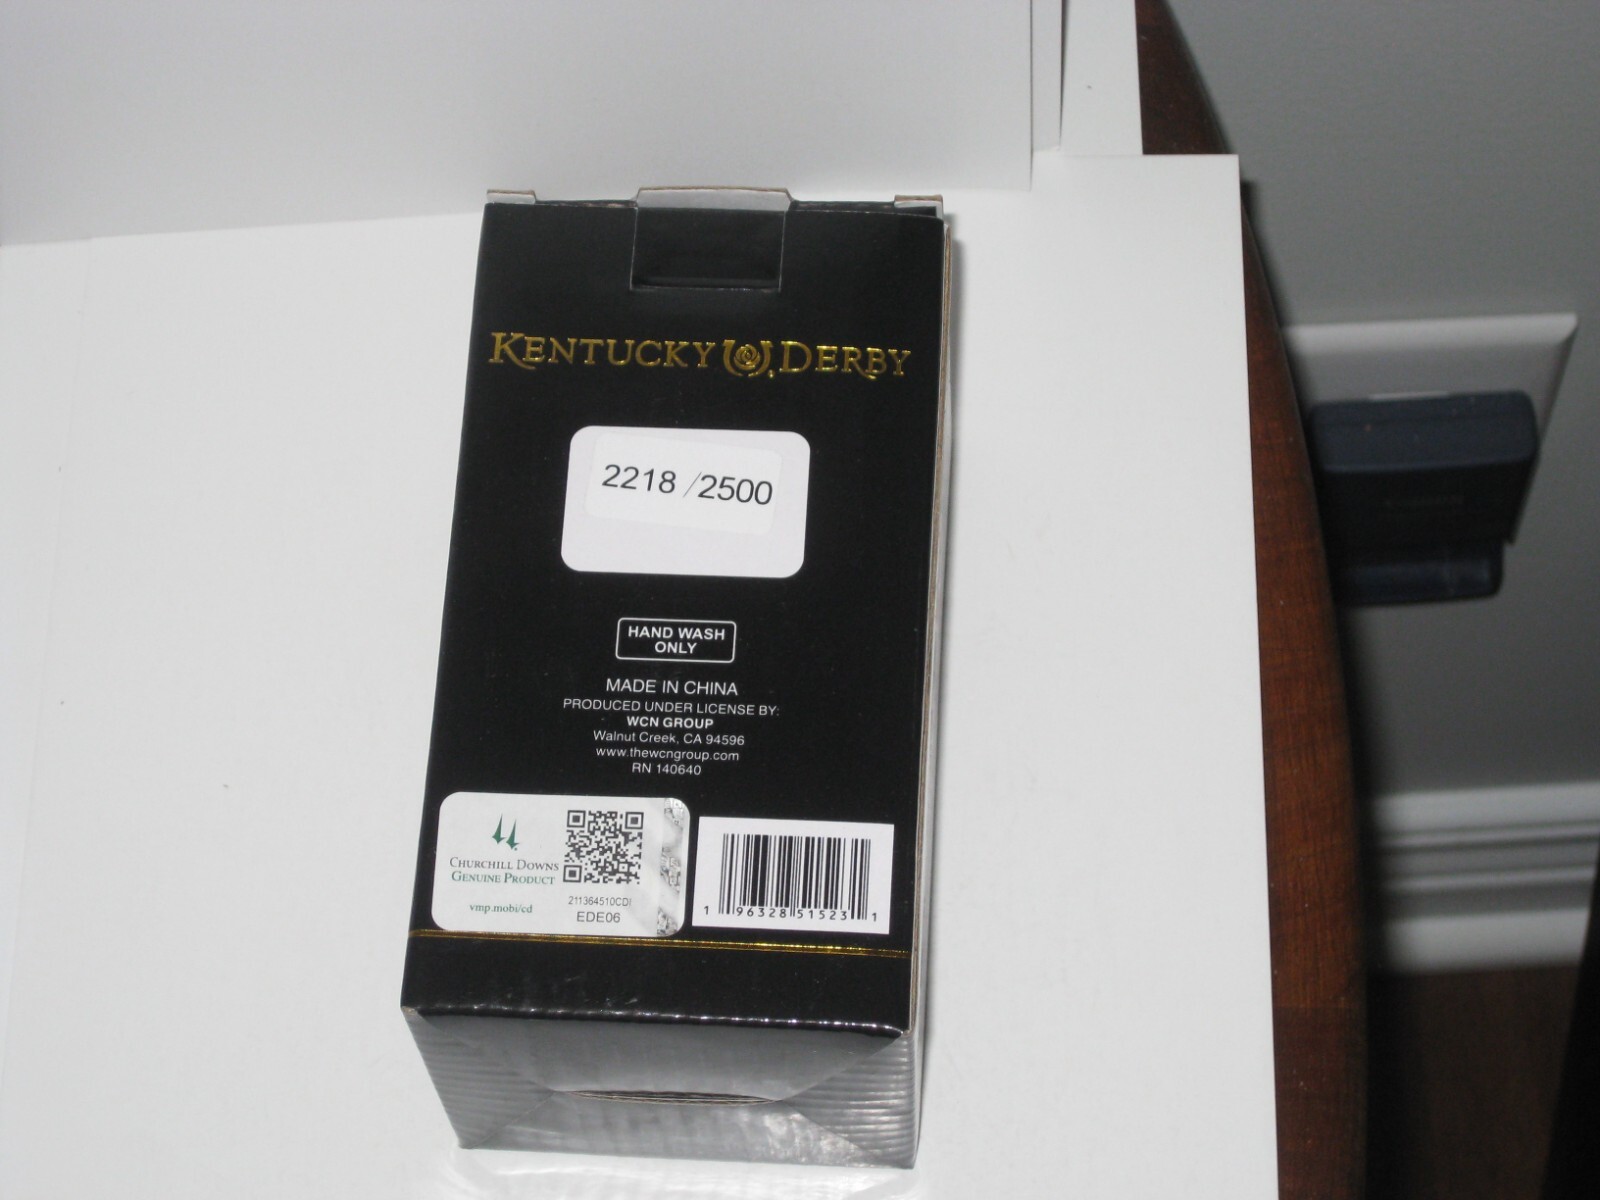 KENTUCKY DERBY
2218 /2500
HAND WASH
ONLY
MADE IN CHINA
PRODUCED UNDER LICENSE BY:
WCN GROUP
Walnut Creek, CA 94596
www.thewcngroup.com
RN 140640
CHURCHILL DOWNS
GENUINE PRODUCT
vmp.mobi/cd
211364510CDI
EDE06
1 96328 51523 1